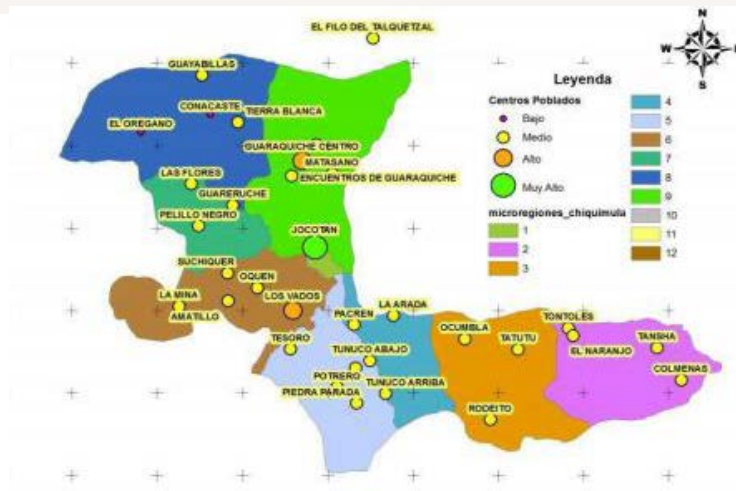 EL FILO DEL TALQUETZAL
N
W
S
GUAYABILLAS
CONACASTE
TIERRA BLANCA
EL OREGANO
GUARAQUICHE CENTRO
MATASANO
ENCUENTROS DE GUARAQUICHE
LAS FLORES
GUARERUCHE
PELILLO NEGRO
JOCOTÁN
SUCHIQUER
OQUEN
LA MINA
LOS VADOS
AMATILLO
PACREN
LA ARADA
TESORO
TUNUCO ABAJO
POTRERO
TUNUCO ARRIBA
PIEDRA PARADA
OCUMBLA
TATUTU
TONTOLES
EL NARANJO
TANSHA
COLMENAS
RODEITO
Leyenda
Centros Poblados
Bajo
Medio
Alto
Muy Alto
microregiones_chiquimula
1
2
3
4
5
6
7
8
9
10
11
12